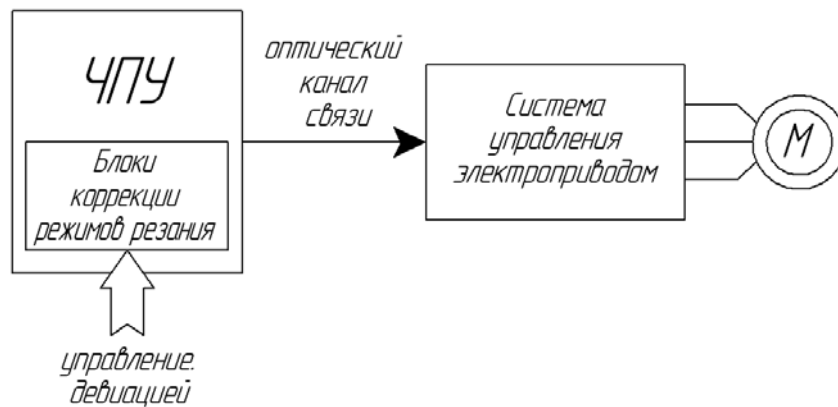 ЧПУ
Блоки
коррекции
режимов резания
оптический
канал
связи
Система
управления
электроприводом
М
управление.
девиацией